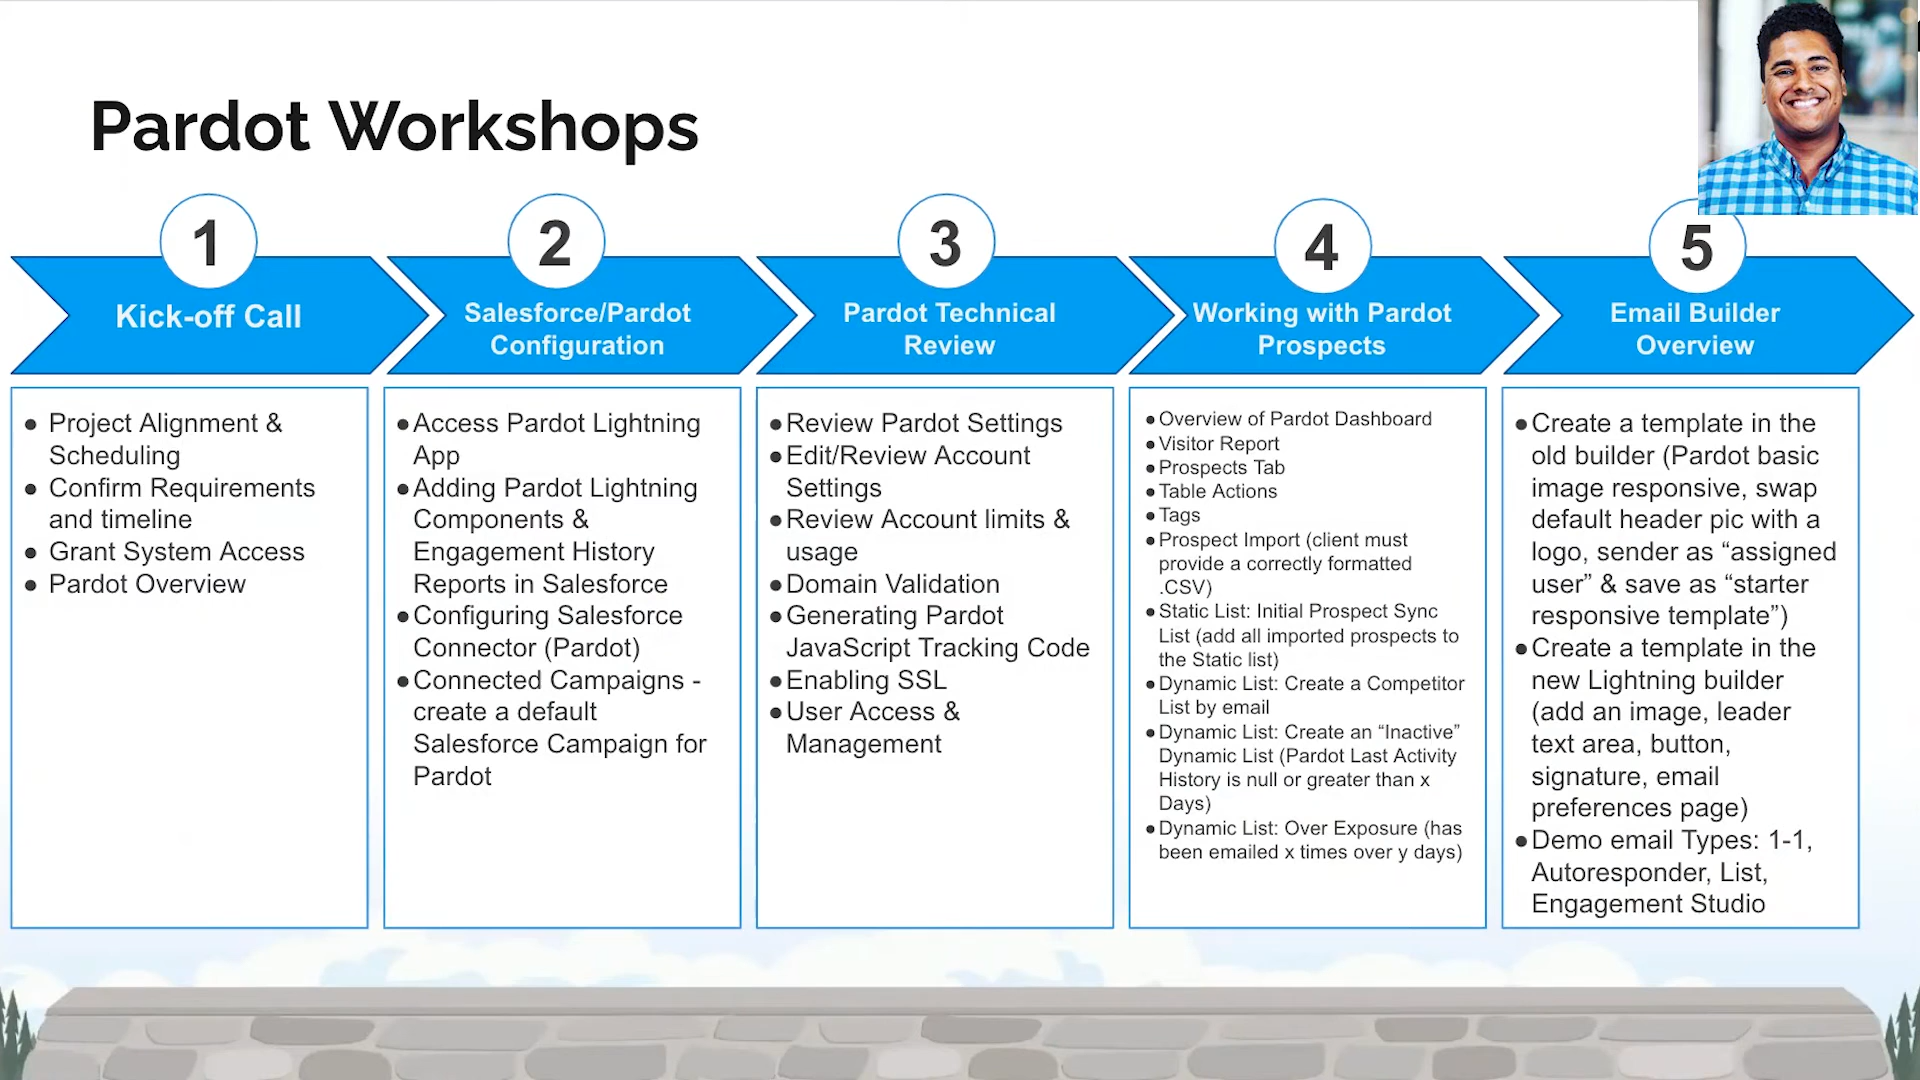 Pardot Workshops
1
Kick-off Call
● Project Alignment &
Scheduling
● Confirm Requirements
and timeline
● Grant System Access
● Pardot Overview
2
Salesforce/Pardot
Configuration
● Access Pardot Lightning
App
● Adding Pardot Lightning
Components &
Engagement History
Reports in Salesforce
● Configuring Salesforce
Connector (Pardot)
● Connected Campaigns -
create a default
Salesforce Campaign for
Pardot
3
Pardot Technical
Review
● Review Pardot Settings
● Edit/Review Account
Settings
● Review Account limits &
usage
● Domain Validation
● Generating Pardot
JavaScript Tracking Code
● Enabling SSL
● User Access &
Management
4
Working with Pardot
Prospects
● Overview of Pardot Dashboard
● Visitor Report
● Prospects Tab
● Table Actions
● Tags
● Prospect Import (client must
provide a correctly formatted
.CSV)
● Static List: Initial Prospect Sync
List (add all imported prospects to
the Static list)
● Dynamic List: Create a Competitor
List by email
● Dynamic List: Create an “Inactive”
Dynamic List (Pardot Last Activity
History is null or greater than x
Days)
● Dynamic List: Over Exposure (has
been emailed x times over y days)
5
Email Builder
Overview
● Create a template in the
old builder (Pardot basic
image responsive, swap
default header pic with a
logo, sender as “assigned
user” & save as “starter
responsive template”)
● Create a template in the
new Lightning builder
(add an image, leader
text area, button,
signature, email
preferences page)
● Demo email Types: 1-1,
Autoresponder, List,
Engagement Studio